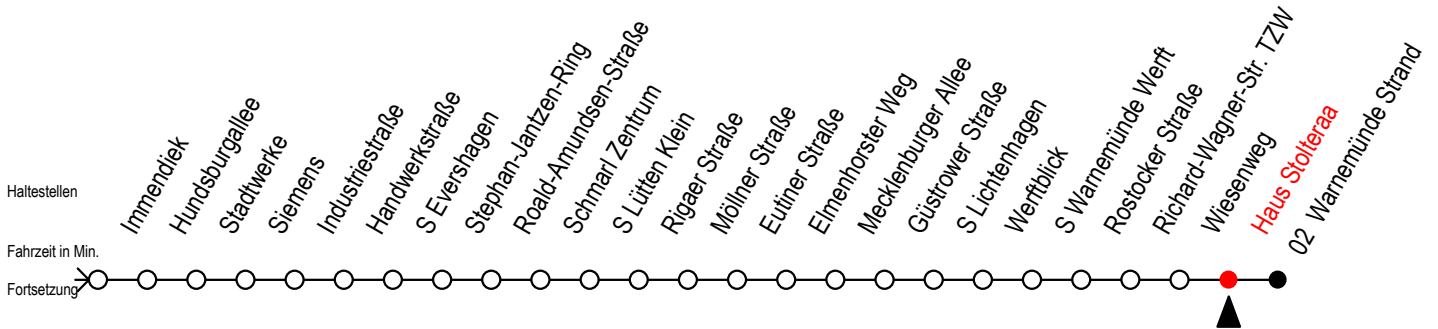 Haltestellen
Immendiek
Hundsburgallee
Stadtwerke
Siemens
Industriestraße
Handwerkstraße
S Evershagen
Stephan-Jantzen-Ring
Roald-Amundsen-Straße
Schmarl Zentrum
S Lütten Klein
Rigaer Straße
Möllner Straße
Eutiner Straße
Elmenhorster Weg
Mecklenburger Allee
Güstrower Straße
S Lichtenhagen
Werftblick
S Warnemünde Werft
Rostocker Straße
Richard-Wagner-Str. TZW
Wiesenweg
Haus Stolteraa
02 Warnemünde Strand
Fahrzeit in Min.
Fortsetzung